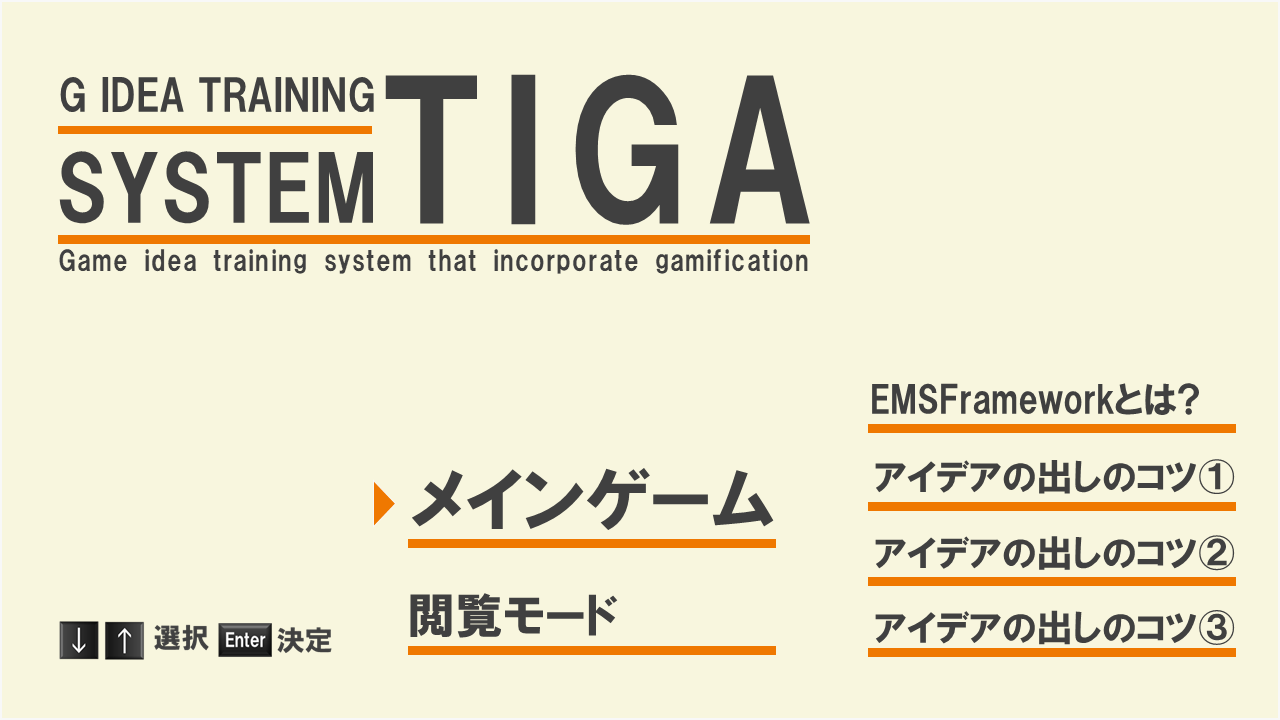 G IDEA TRAINING
SYSTEM TIGA
Game idea training system that incorporate gamification
EMSFrameworkとは?
アイデアの出しのコツ①
メインゲーム
アイデアの出しのコツ②
閲覧モード
アイデアの出しのコツ③
↓ ↑ 選択 Enter 決定